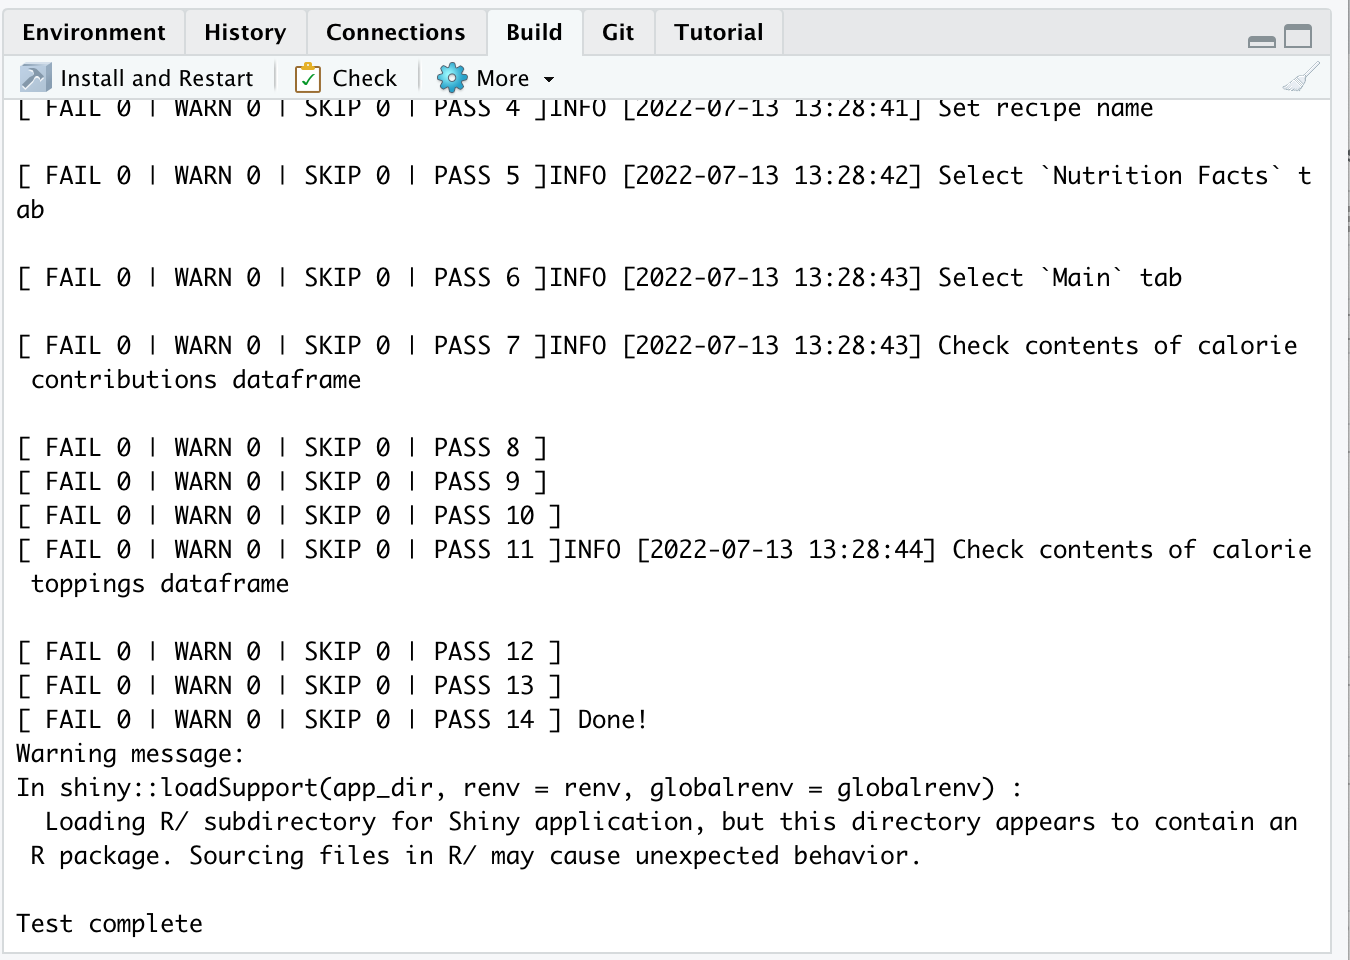 Environment History Connections Build Git Tutorial
Install and Restart Check More
[ FAIL 0 | WARN 0 | SKIP 0 | PASS 4 ]INFO [2022-07-13 13:28:41] Set recipe name
[ FAIL 0 | WARN 0 | SKIP 0 | PASS 5 ]INFO [2022-07-13 13:28:42] Select `Nutrition Facts` t
ab
[ FAIL 0 | WARN 0 | SKIP 0 | PASS 6 ]INFO [2022-07-13 13:28:43] Select `Main` tab
[ FAIL 0 | WARN 0 | SKIP 0 | PASS 7 ]INFO [2022-07-13 13:28:43] Check contents of calorie
contributions dataframe
[ FAIL 0 | WARN 0 | SKIP 0 | PASS 8 ]
[ FAIL 0 | WARN 0 | SKIP 0 | PASS 9 ]
[ FAIL 0 | WARN 0 | SKIP 0 | PASS 10 ]
[ FAIL 0 | WARN 0 | SKIP 0 | PASS 11 ]INFO [2022-07-13 13:28:44] Check contents of calorie
toppings dataframe
[ FAIL 0 | WARN 0 | SKIP 0 | PASS 12 ]
[ FAIL 0 | WARN 0 | SKIP 0 | PASS 13 ]
[ FAIL 0 | WARN 0 | SKIP 0 | PASS 14 ] Done!
Warning message:
In shiny::loadSupport(app_dir, renv = renv, globalrenv = globalrenv) :
Loading R/ subdirectory for Shiny application, but this directory appears to contain an
R package. Sourcing files in R/ may cause unexpected behavior.
Test complete